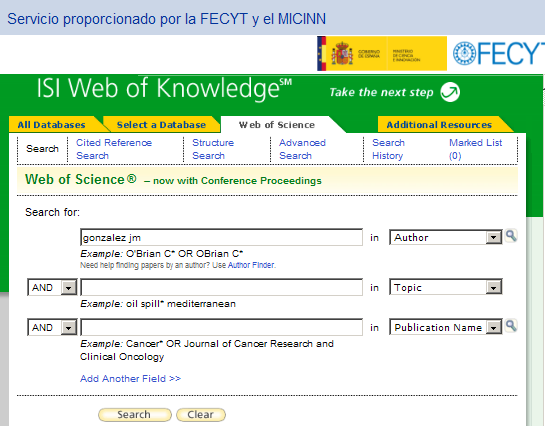 Servicio proporcionado por la FECYT y el MICINN
GOBIERNO DE ESPAÑA
MINISTERIO DE CIENCIA E INNOVACIÓN
FECYT
ISI Web of Knowledge℠
Take the next step
All Databases Select a Database Web of Science Additional Resources
Search Cited Reference Search Structure Search Advanced Search Search History Marked List (0)
Web of Science® – now with Conference Proceedings
Search for:
gonzalez jm in Author
Example: O'Brian C* OR OBrian C*
Need help finding papers by an author? Use Author Finder.
AND in Topic
Example: oil spill* mediterranean
AND in Publication Name
Example: Cancer* OR Journal of Cancer Research and
Clinical Oncology
Add Another Field >>
Search Clear